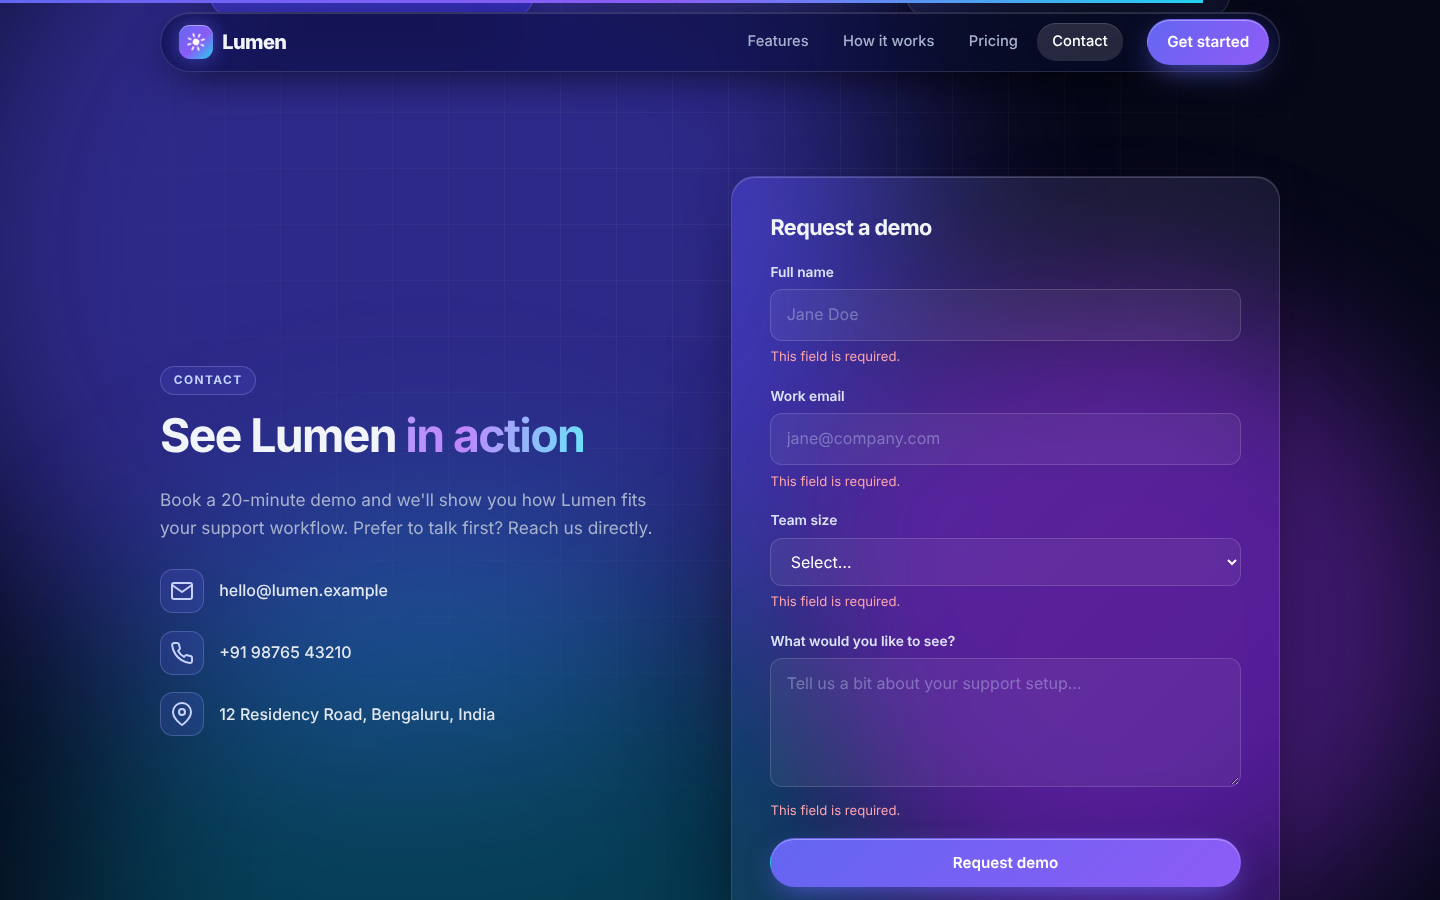 Lumen
Features
How it works
Pricing
Contact
Get started
CONTACT
See Lumen in action
Book a 20-minute demo and we'll show you how Lumen fits
your support workflow. Prefer to talk first? Reach us directly.
hello@lumen.example
+91 98765 43210
12 Residency Road, Bengaluru, India
Request a demo
Full name
Jane Doe
This field is required.
Work email
jane@company.com
This field is required.
Team size
Select...
This field is required.
What would you like to see?
Tell us a bit about your support setup...
This field is required.
Request demo